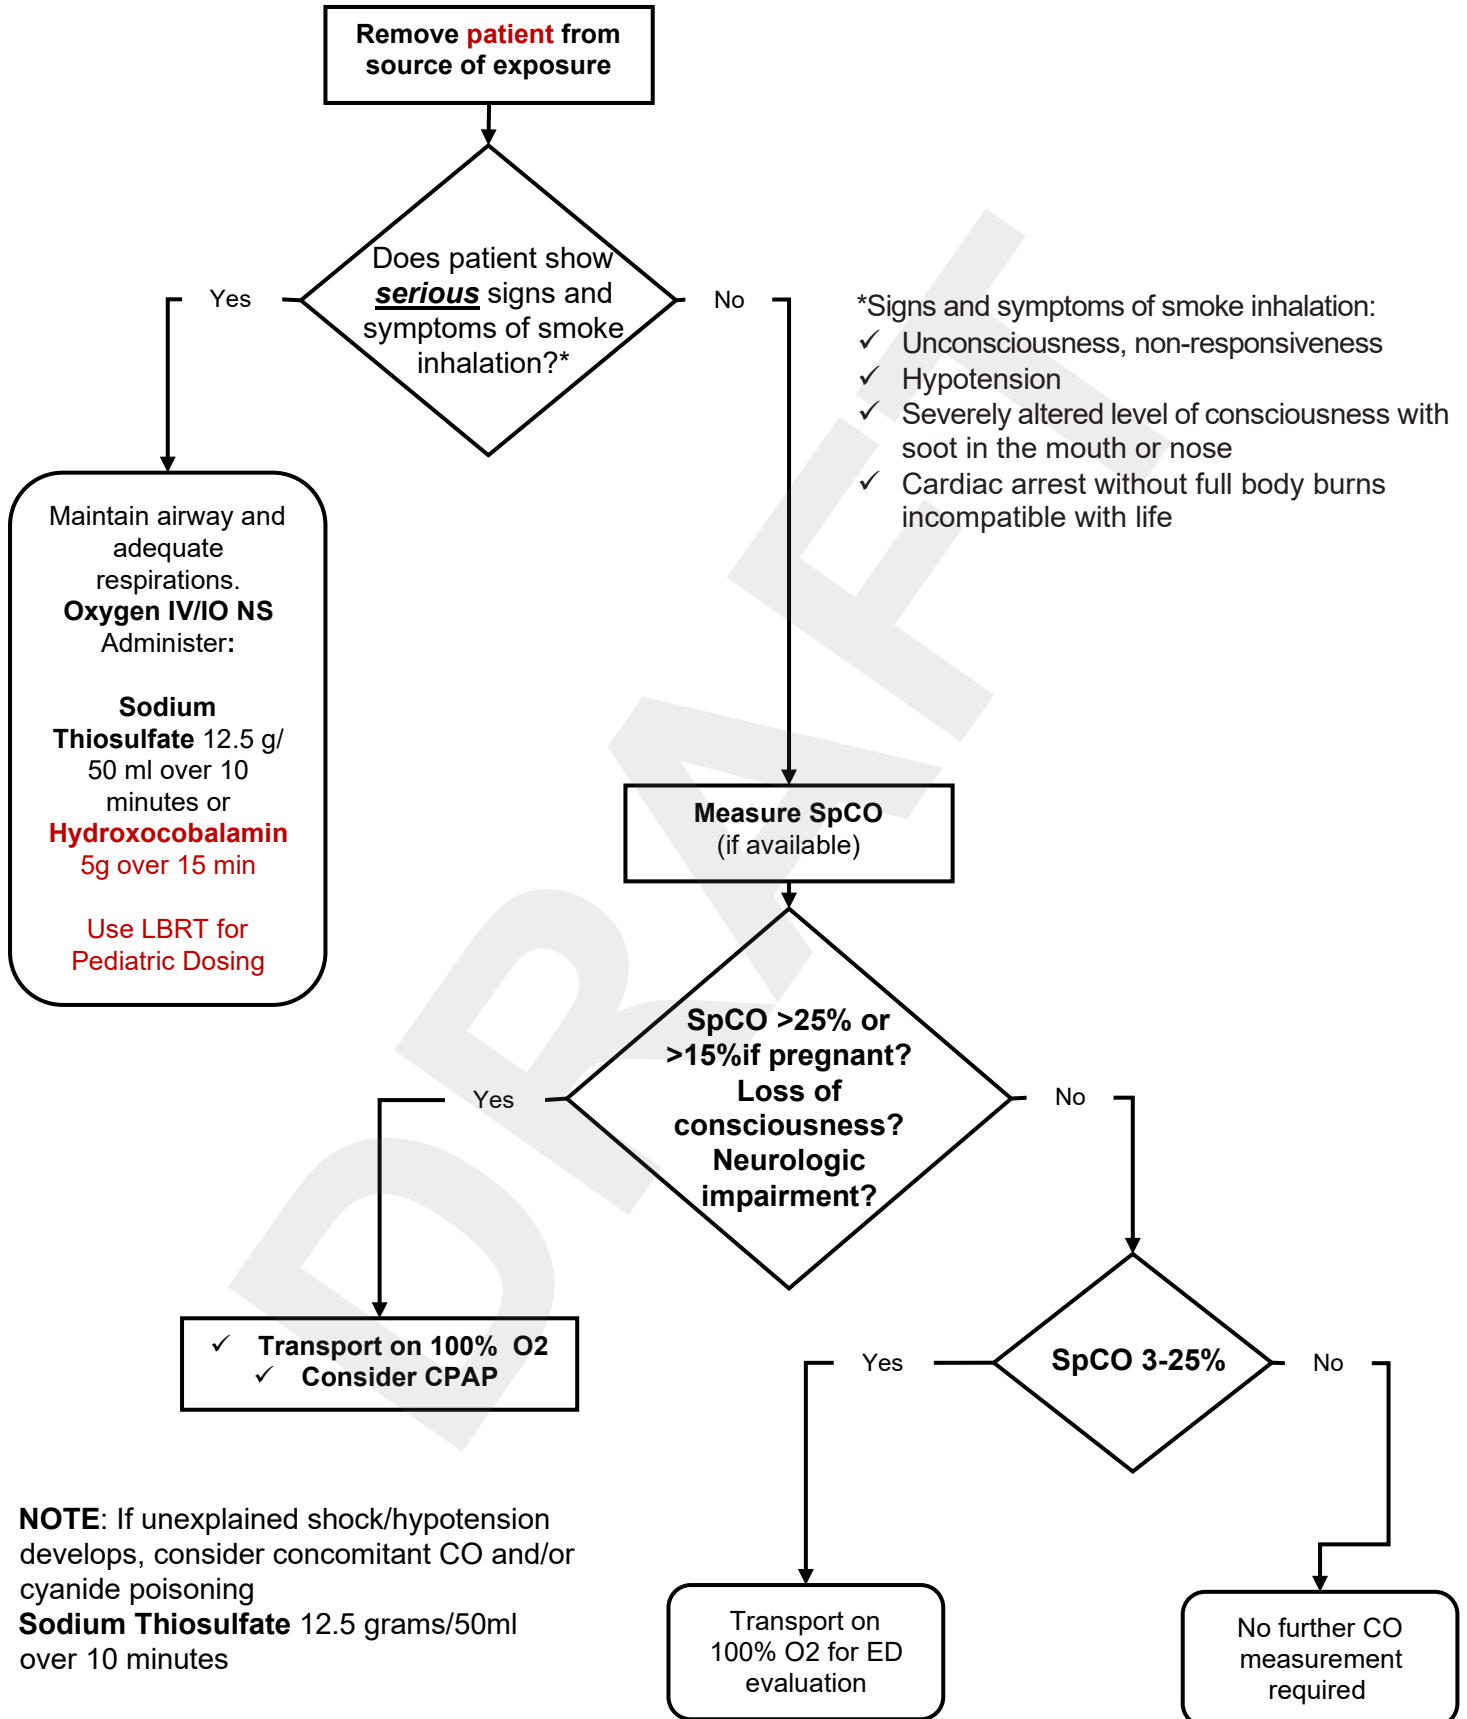 Remove patient from
source of exposure
Does patient show
serious signs and
symptoms of smoke
inhalation?*
Yes
No
*Signs and symptoms of smoke inhalation:
✓ Unconsciousness, non-responsiveness
✓ Hypotension
✓ Severely altered level of consciousness with
soot in the mouth or nose
✓ Cardiac arrest without full body burns
incompatible with life
Maintain airway and
adequate
respirations.
Oxygen IV/IO NS
Administer:
Sodium
Thiosulfate 12.5 g/
50 ml over 10
minutes or
Hydroxocobalamin
5g over 15 min
Use LBRT for
Pediatric Dosing
Measure SpCO
(if available)
SpCO >25% or
>15%if pregnant?
Loss of
consciousness?
Neurologic
impairment?
Yes
No
✓ Transport on 100% O2
✓ Consider CPAP
SpCO 3-25%
Yes
No
NOTE: If unexplained shock/hypotension
develops, consider concomitant CO and/or
cyanide poisoning
Sodium Thiosulfate 12.5 grams/50ml
over 10 minutes
Transport on
100% O2 for ED
evaluation
No further CO
measurement
required
DRAFT